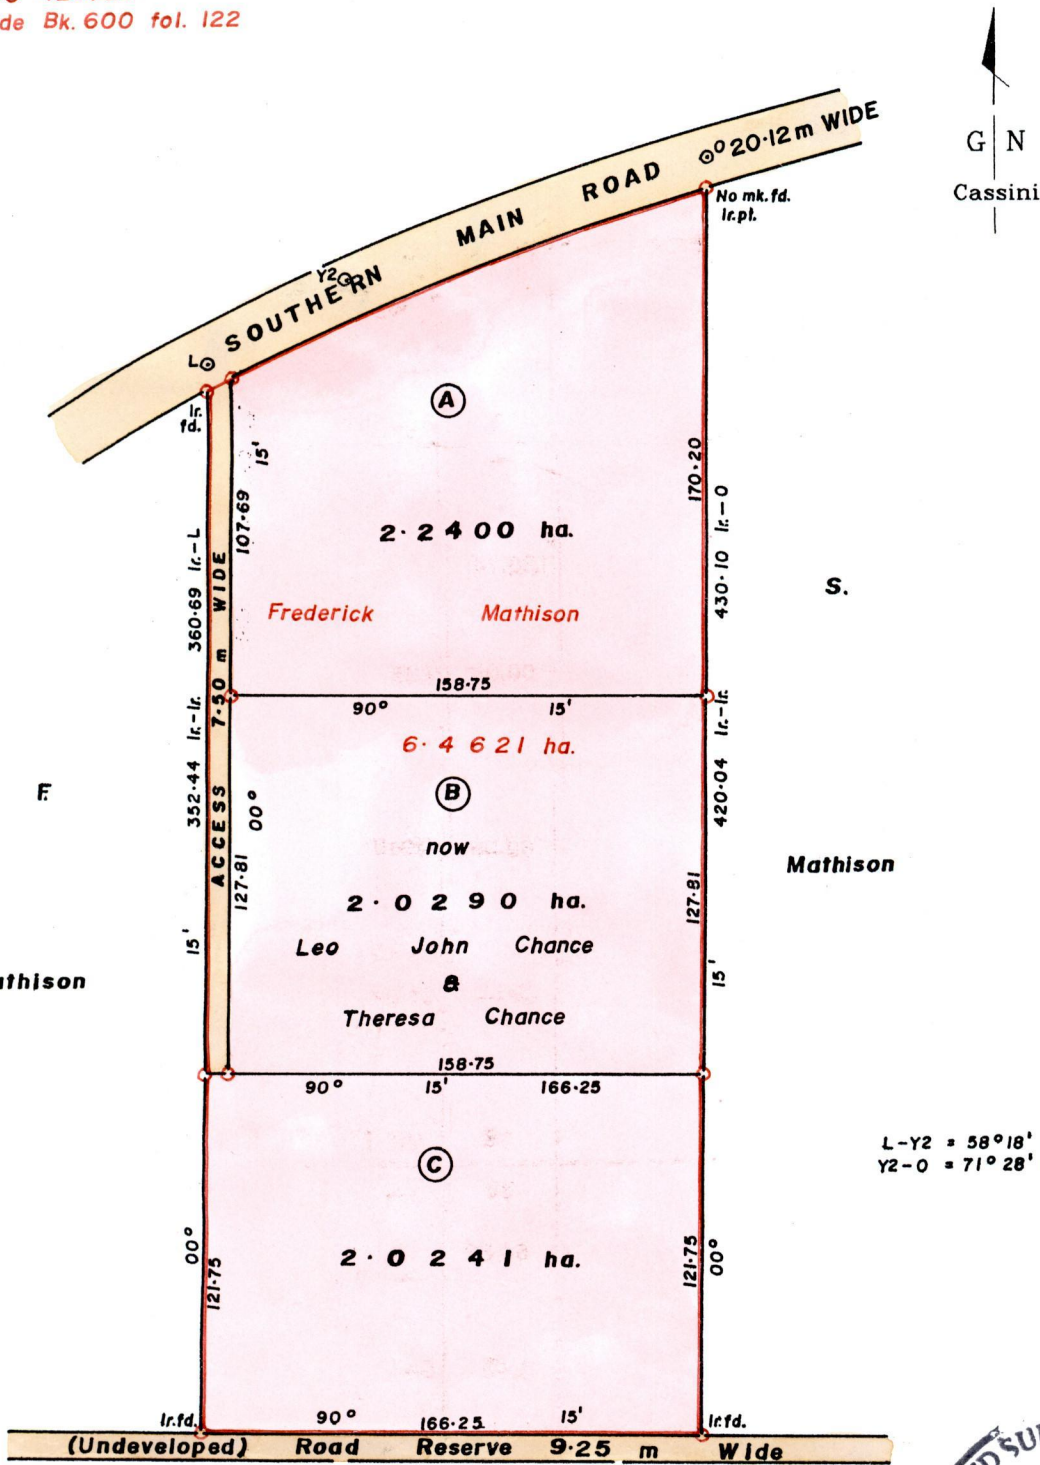 de Bk. 600 fol. 122
G N
Cassini
20·12 m WIDE
O
SOUTHERN MAIN ROAD
No mk. fd.
Ir. pt.
Y2
L
Ir.
fd.
A
15'
107·69
170·20
2·2400 ha.
360·69 Ir.-L
430·10 Ir.-O
S.
Frederick Mathison
ACCESS 7·50 m WIDE
158·75
90° 15'
352·44 Ir.-Ir.
420·04 Ir.-Ir.
6·4621 ha.
F.
B
00°
now
Mathison
127·81
127·81
2·0290 ha.
15'
Leo John Chance
&
15'
athison
Theresa Chance
158·75
90° 15' 166·25
L-Y2 = 58°18'
Y2-O = 71°28'
C
00°
121·75
2·0241 ha.
121·75
00°
Ir. fd.
90° 166·25 15'
Ir. fd.
(Undeveloped) Road Reserve 9·25 m Wide